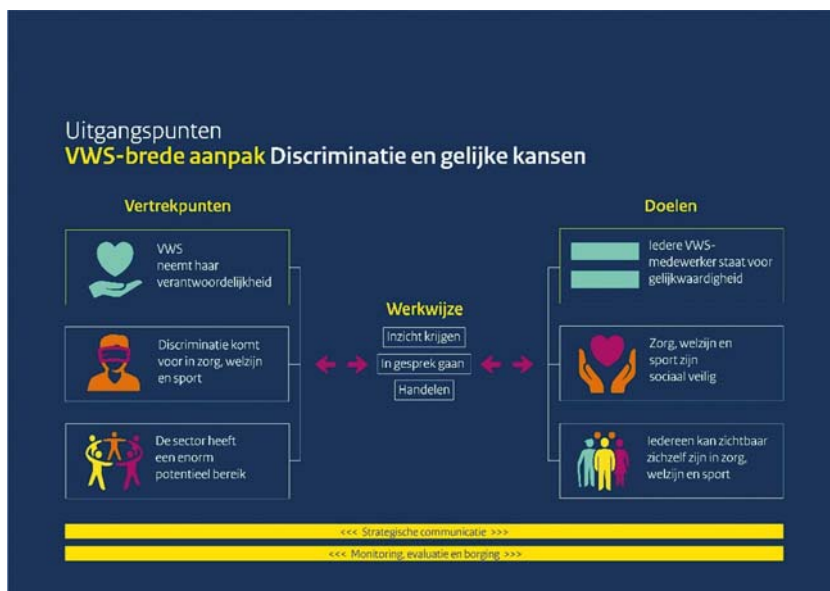 Uitgangspunten
VWS-brede aanpak Discriminatie en gelijke kansen
Vertrekpunten
VWS
neemt haar
verantwoordelijkheid
Discriminatie komt
voor in zorg, welzijn
en sport
De sector heeft
een enorm
potentieel bereik
Werkwijze
Inzicht krijgen
In gesprek gaan
Handelen
Doelen
Iedere VWS-
medewerker staat voor
gelijkwaardigheid
Zorg, welzijn en
sport zijn
sociaal veilig
Iedereen kan zichtbaar
zichzelf zijn in zorg,
welzijn en sport
<<< Strategische communicatie >>>
<<< Monitoring, evaluatie en borging >>>